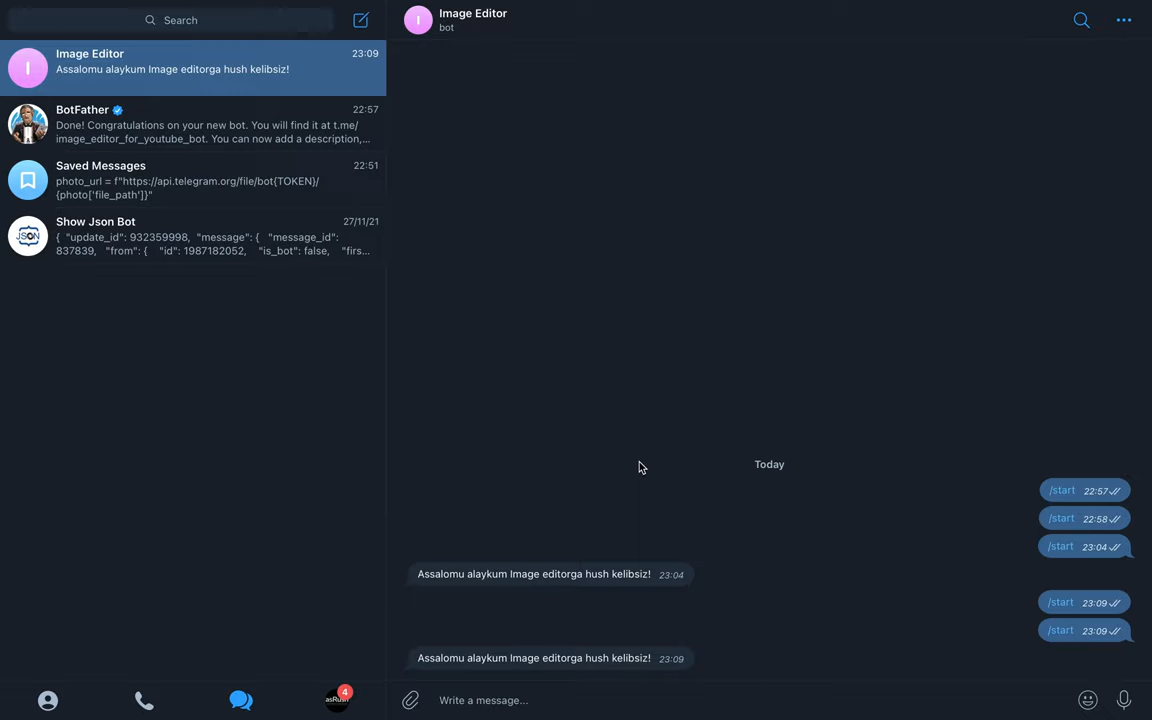 Search
Image Editor
23:09
Assalomu alaykum Image editorga hush kelibsiz!
BotFather
22:57
Done! Congratulations on your new bot. You will find it at t.me/
image_editor_for_youtube_bot. You can now add a description,...
Saved Messages
22:51
photo_url = f"https://api.telegram.org/file/bot{TOKEN}/
{photo['file_path']}"
Show Json Bot
27/11/21
{ "update_id": 932359998, "message": { "message_id":
837839, "from": { "id": 1987182052, "is_bot": false, "firs...
JSON
4
I
I
Image Editor
bot
Today
/start 22:57
/start 22:58
/start 23:04
Assalomu alaykum Image editorga hush kelibsiz! 23:04
/start 23:09
/start 23:09
Assalomu alaykum Image editorga hush kelibsiz! 23:09
Write a message...